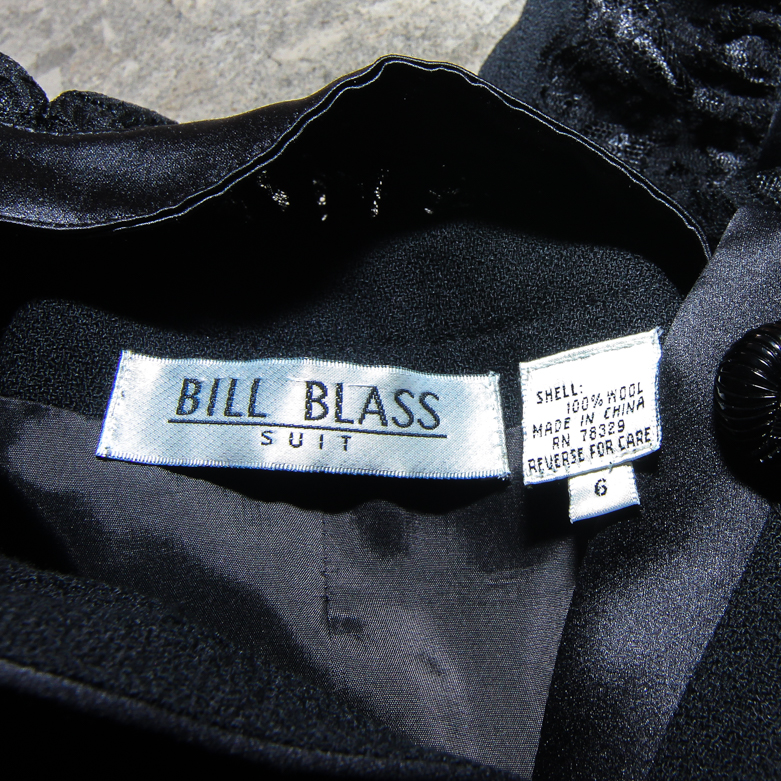 BILL BLASS
SUIT
SHELL:
100% WOOL
MADE IN CHINA
RN 78329
REVERSE FOR CARE
6